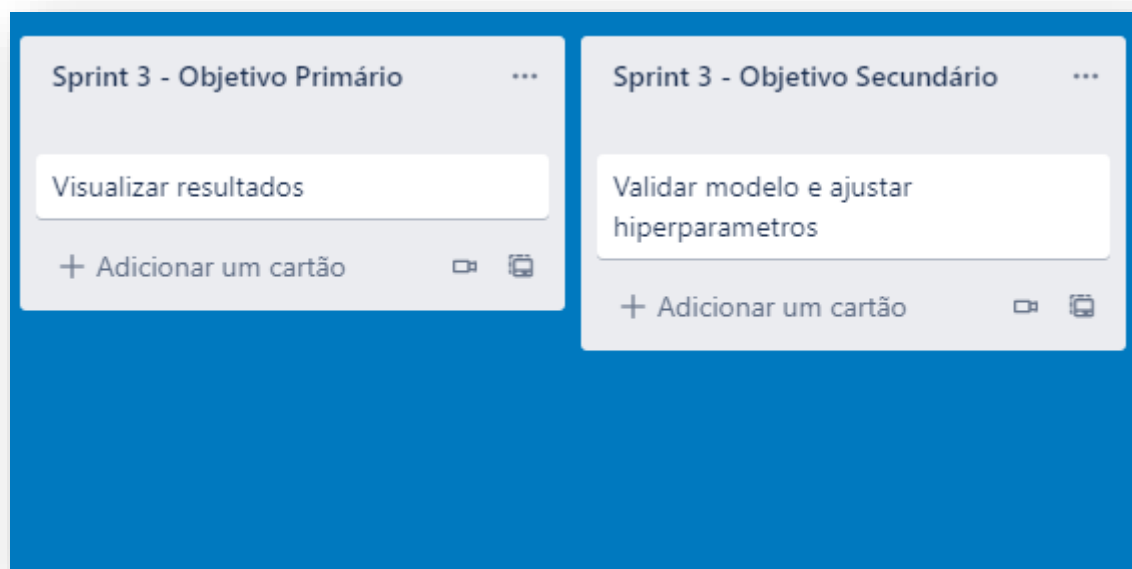 Sprint 3 - Objetivo Primário
Visualizar resultados
Adicionar um cartão
Sprint 3 - Objetivo Secundário
Validar modelo e ajustar
hiperparametros
Adicionar um cartão